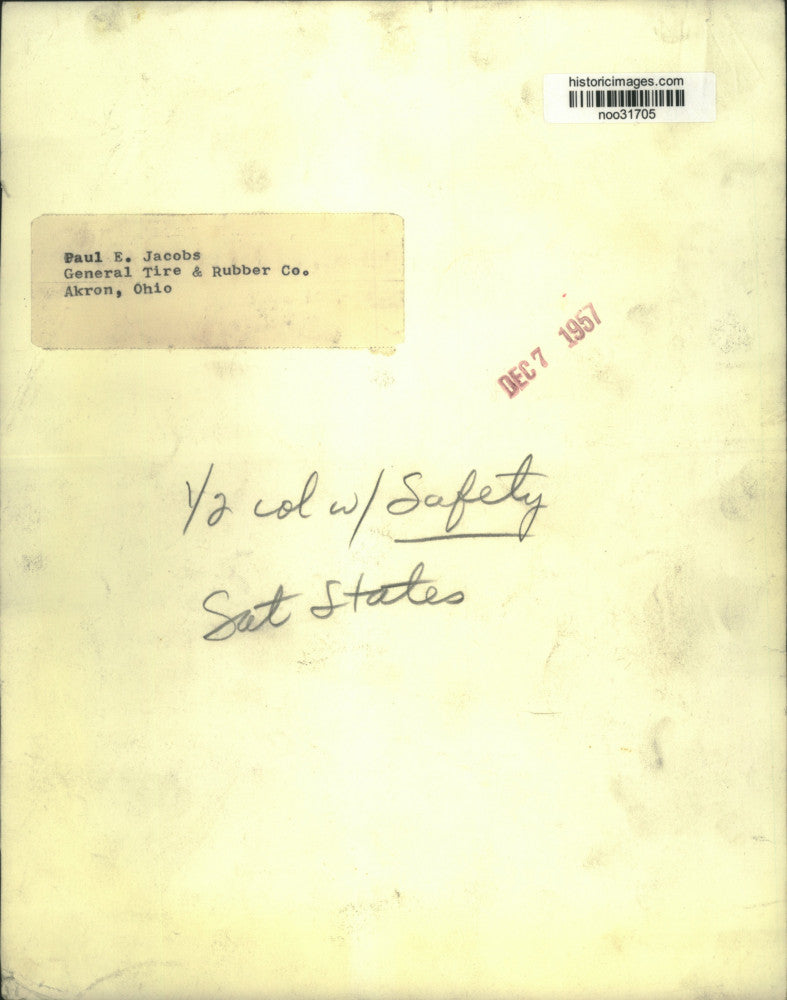 historicimages.com
noo31705
Paul E. Jacobs
General Tire & Rubber Co.
Akron, Ohio
DEC 7 1957
1/2 col w/ Safety
Sat States